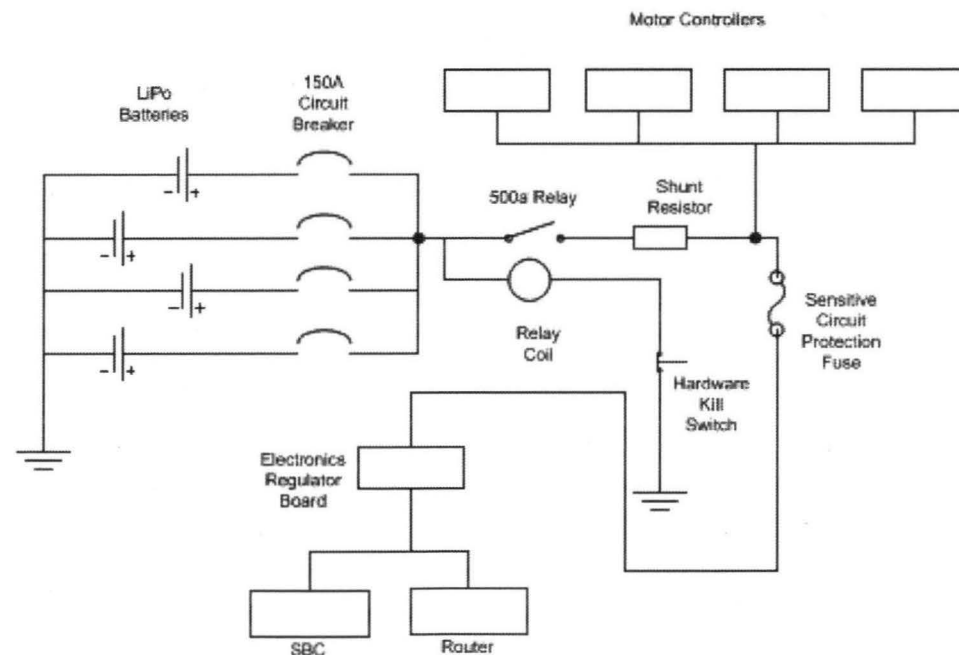 Motor Controllers
LiPo
Batteries
150A
Circuit
Breaker
- +
- +
- +
- +
500a Relay
Shunt
Resistor
Relay
Coil
Sensitive
Circuit
Protection
Fuse
Hardware
Kill
Switch
Electronics
Regulator
Board
SBC
Router